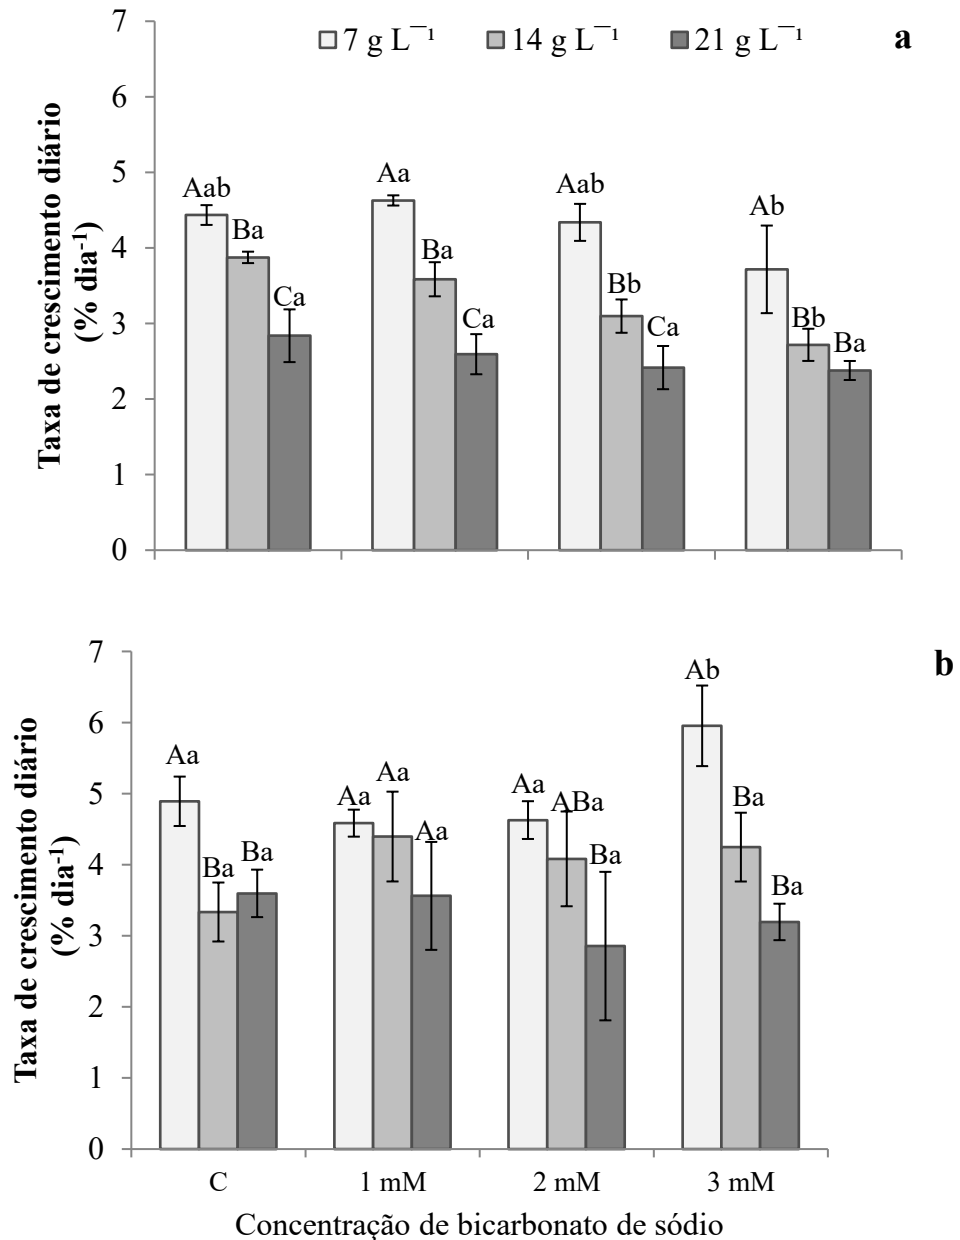 7 g L⁻¹ 14 g L⁻¹ 21 g L⁻¹ a
Taxa de crescimento diário
(% dia⁻¹)
7
6
5
4
3
2
1
0
Aab Ba Ca Aa Ba Ca Aab Bb Ca Ab Bb Ba
b
Taxa de crescimento diário
(% dia⁻¹)
7
6
5
4
3
2
1
0
Aa Ba Ba Aa Aa Aa Aa ABa Ba Ab Ba Ba
C 1 mM 2 mM 3 mM
Concentração de bicarbonato de sódio